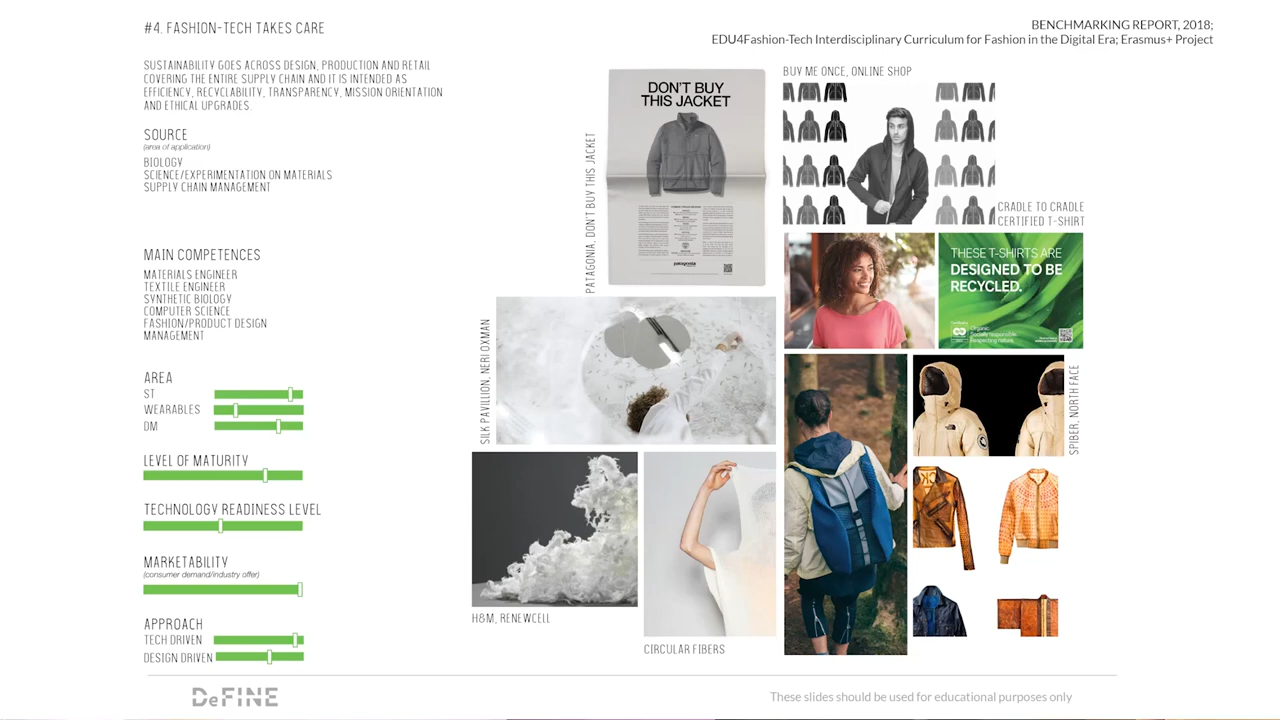 #4. FASHION-TECH TAKES CARE
BENCHMARKING REPORT, 2018;
EDU4Fashion-Tech Interdisciplinary Curriculum for Fashion in the Digital Era; Erasmus+ Project
SUSTAINABILITY GOES ACROSS DESIGN, PRODUCTION AND RETAIL
COVERING THE ENTIRE SUPPLY CHAIN AND IT IS INTENDED AS
EFFICIENCY, RECYCLABILITY, TRANSPARENCY, MISSION ORIENTATION
AND ETHICAL UPGRADES
SOURCE
(area of application)
BIOLOGY
SCIENCE/EXPERIMENTATION ON MATERIALS
SUPPLY CHAIN MANAGEMENT
MAIN COMPETENCES
MATERIALS ENGINEER
TEXTILE ENGINEER
SYNTHETIC BIOLOGY
COMPUTER SCIENCE
FASHION/PRODUCT DESIGN
MANAGEMENT
AREA
ST
WEARABLES
DM
LEVEL OF MATURITY
TECHNOLOGY READINESS LEVEL
MARKETABILITY
(consumer demand/industry offer)
APPROACH
TECH DRIVEN
DESIGN DRIVEN
PATAGONIA, DON'T BUY THIS JACKET
DON'T BUY
THIS JACKET
patagonia
BUY ME ONCE, ONLINE SHOP
CRADLE TO CRADLE
CERTIFIED T-SHIRT
THESE T-SHIRTS ARE
DESIGNED TO BE
RECYCLED.
Organic.
Socially responsible.
Respecting nature.
SILK PAVILLION, NERI OXMAN
SPIBER, NORTH FACE
H&M, RENEWCELL
CIRCULAR FIBERS
DeFINE
These slides should be used for educational purposes only